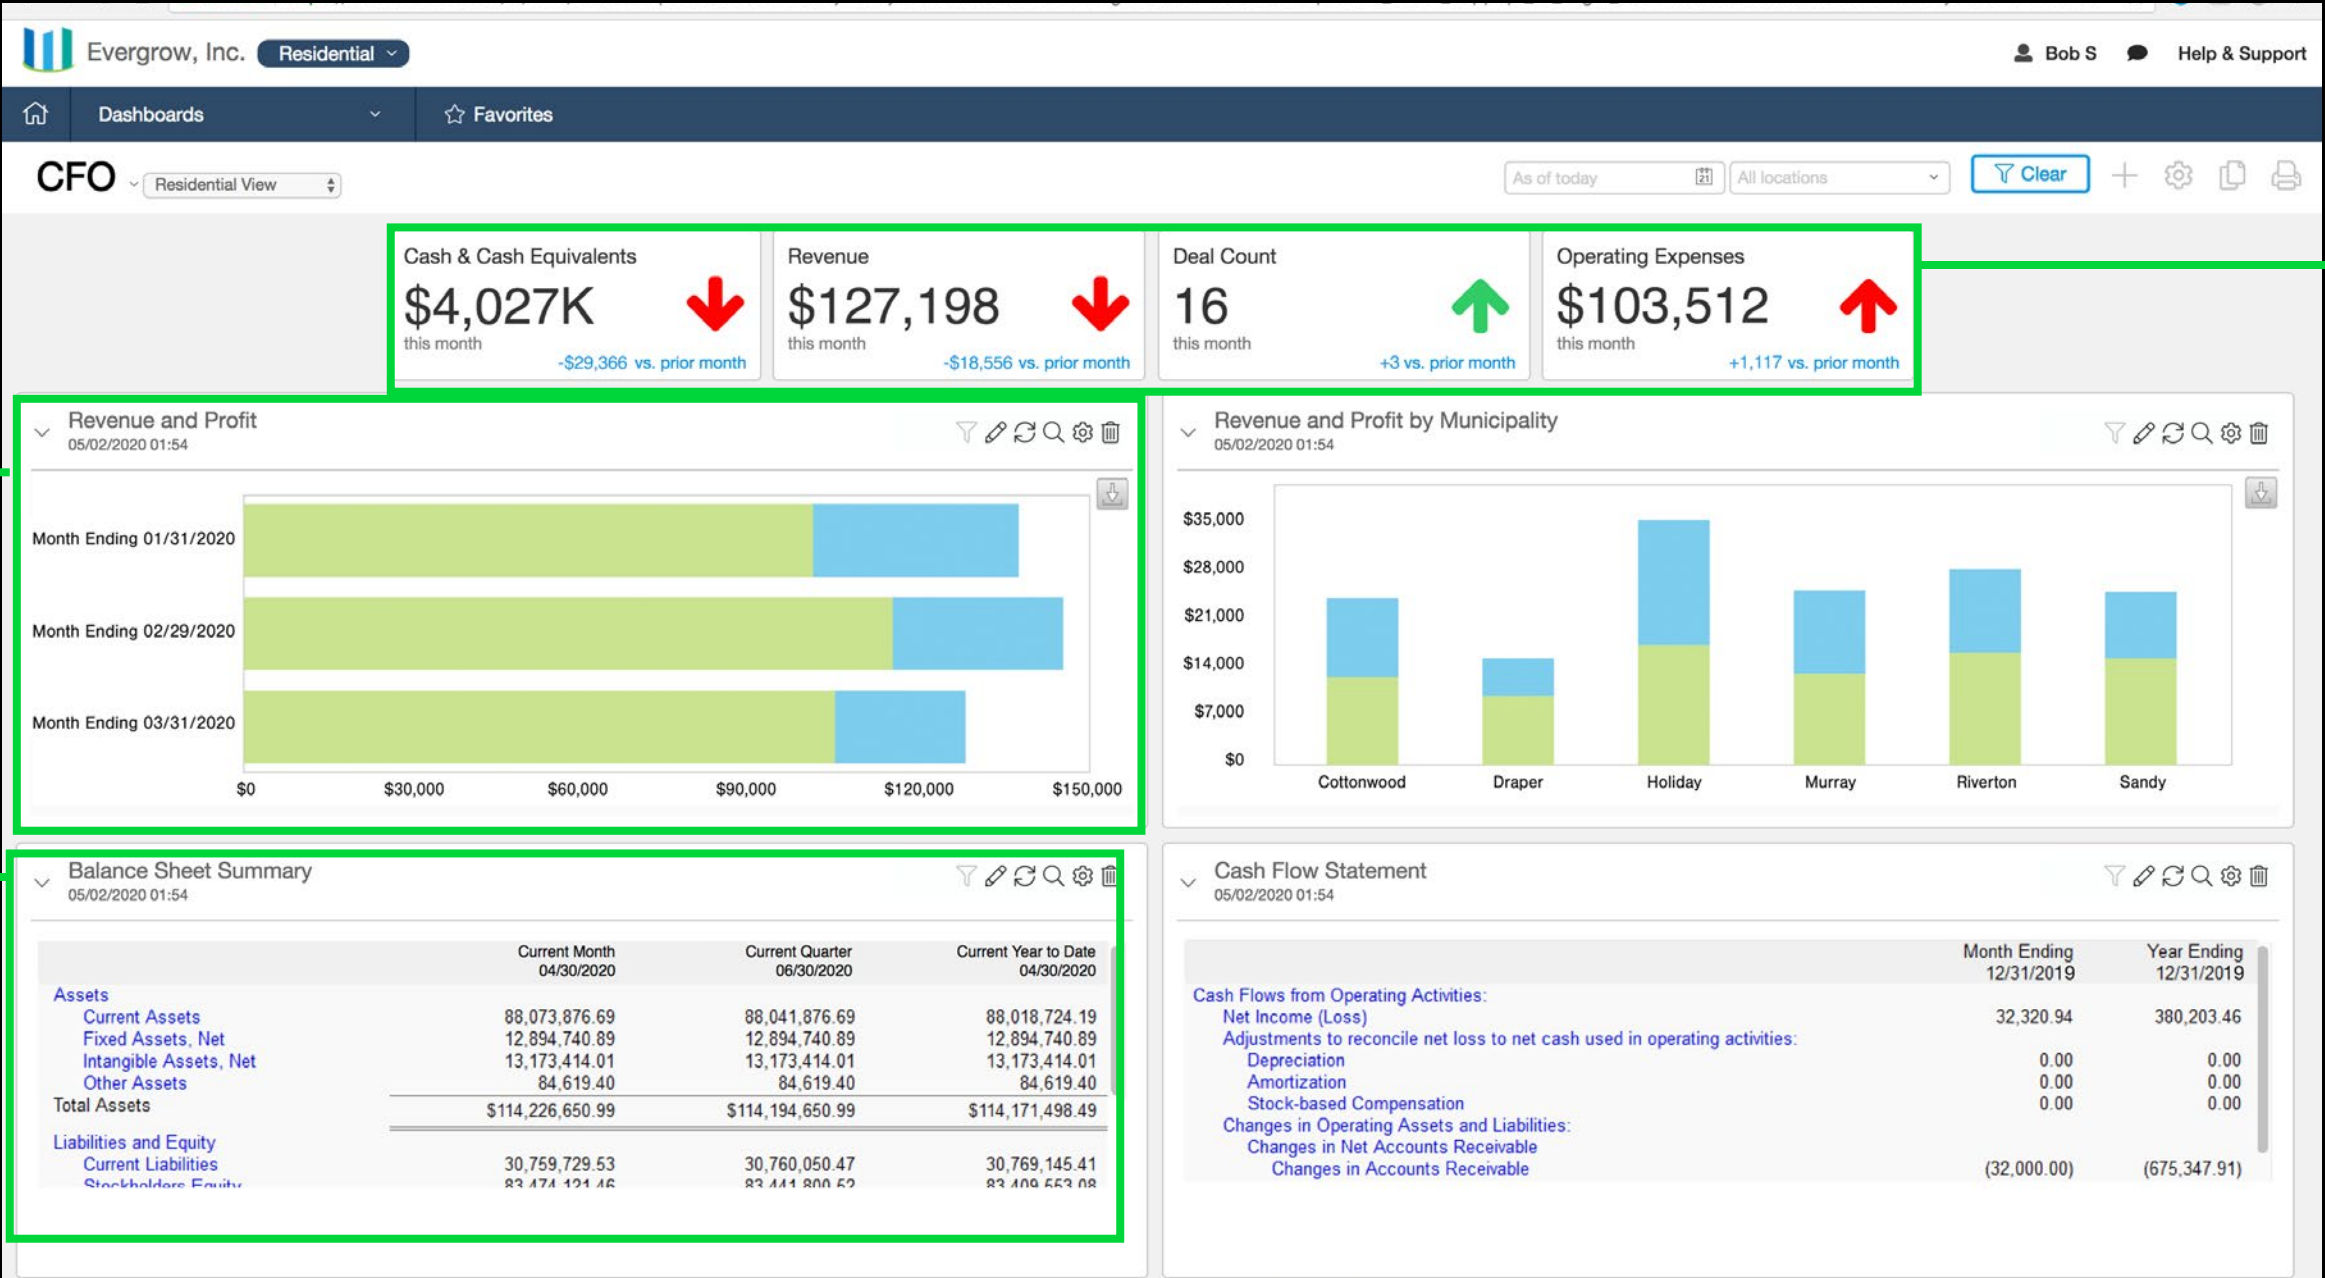 Evergrow, Inc. Residential
Bob S Help & Support
Dashboards Favorites
CFO Residential View As of today 21 All locations Clear
Cash & Cash Equivalents
$4,027K
this month
-$29,366 vs. prior month
Revenue
$127,198
this month
-$18,556 vs. prior month
Deal Count
16
this month
+3 vs. prior month
Operating Expenses
$103,512
this month
+1,117 vs. prior month
Revenue and Profit
05/02/2020 01:54
Month Ending 01/31/2020
Month Ending 02/29/2020
Month Ending 03/31/2020
$0 $30,000 $60,000 $90,000 $120,000 $150,000
Revenue and Profit by Municipality
05/02/2020 01:54
$35,000
$28,000
$21,000
$14,000
$7,000
$0
Cottonwood Draper Holiday Murray Riverton Sandy
Balance Sheet Summary
05/02/2020 01:54
Current Month Current Quarter Current Year to Date
04/30/2020 06/30/2020 04/30/2020
Assets
Current Assets 88,073,876.69 88,041,876.69 88,018,724.19
Fixed Assets, Net 12,894,740.89 12,894,740.89 12,894,740.89
Intangible Assets, Net 13,173,414.01 13,173,414.01 13,173,414.01
Other Assets 84,619.40 84,619.40 84,619.40
Total Assets $114,226,650.99 $114,194,650.99 $114,171,498.49
Liabilities and Equity
Current Liabilities 30,759,729.53 30,760,050.47 30,769,145.41
Stockholders Equity 83,474,121.46 83,441,800.52 83,409,553.08
Cash Flow Statement
05/02/2020 01:54
Month Ending Year Ending
12/31/2019 12/31/2019
Cash Flows from Operating Activities:
Net Income (Loss) 32,320.94 380,203.46
Adjustments to reconcile net loss to net cash used in operating activities:
Depreciation 0.00 0.00
Amortization 0.00 0.00
Stock-based Compensation 0.00 0.00
Changes in Operating Assets and Liabilities:
Changes in Net Accounts Receivable
Changes in Accounts Receivable (32,000.00) (675,347.91)